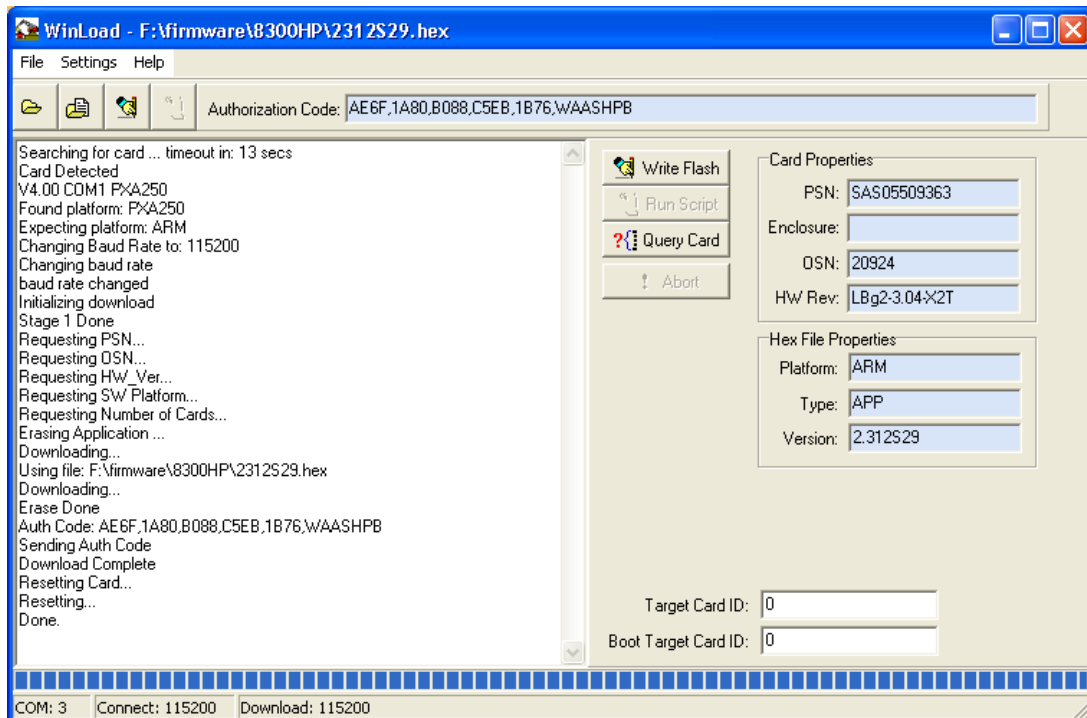 WinLoad - F:\firmware\8300HP\2312S29.hex
File Settings Help
Authorization Code: AE6F,1A80,B088,C5EB,1B76,WAASHPB
Searching for card ... timeout in: 13 secs
Card Detected
V4.00 COM1 PXA250
Found platform: PXA250
Expecting platform: ARM
Changing Baud Rate to: 115200
Changing baud rate
baud rate changed
Initializing download
Stage 1 Done
Requesting PSN...
Requesting OSN...
Requesting HW_Ver...
Requesting SW Platform...
Requesting Number of Cards...
Erasing Application ...
Downloading...
Using file: F:\firmware\8300HP\2312S29.hex
Downloading...
Erase Done
Auth Code: AE6F,1A80,B088,C5EB,1B76,WAASHPB
Sending Auth Code
Download Complete
Resetting Card...
Resetting...
Done.
Write Flash
Run Script
Query Card
Abort
Card Properties
PSN: SAS05509363
Enclosure:
OSN: 20924
HW Rev: LBg2-3.04-X2T
Hex File Properties
Platform: ARM
Type: APP
Version: 2.312S29
Target Card ID: 0
Boot Target Card ID: 0
COM: 3 Connect: 115200 Download: 115200